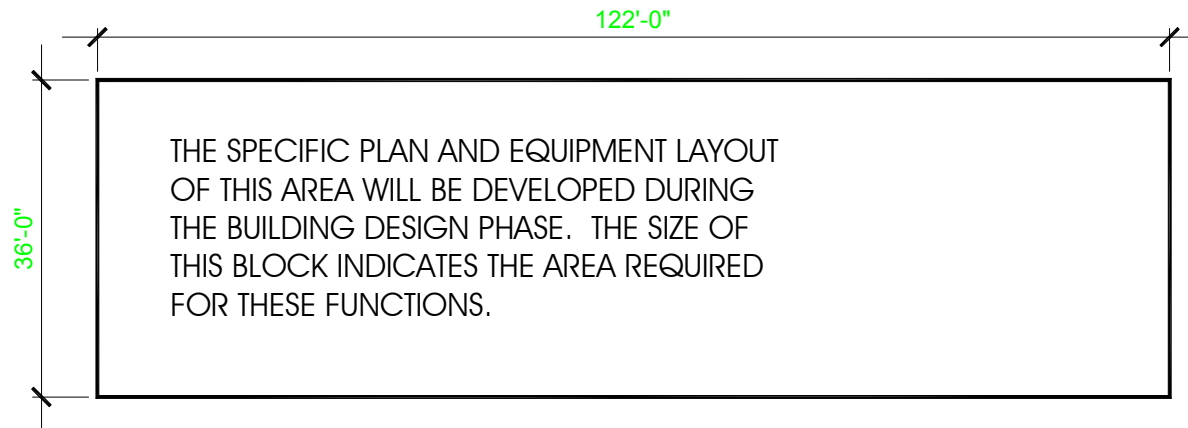 122'-0"
36'-0"
THE SPECIFIC PLAN AND EQUIPMENT LAYOUT
OF THIS AREA WILL BE DEVELOPED DURING
THE BUILDING DESIGN PHASE.  THE SIZE OF
THIS BLOCK INDICATES THE AREA REQUIRED
FOR THESE FUNCTIONS.